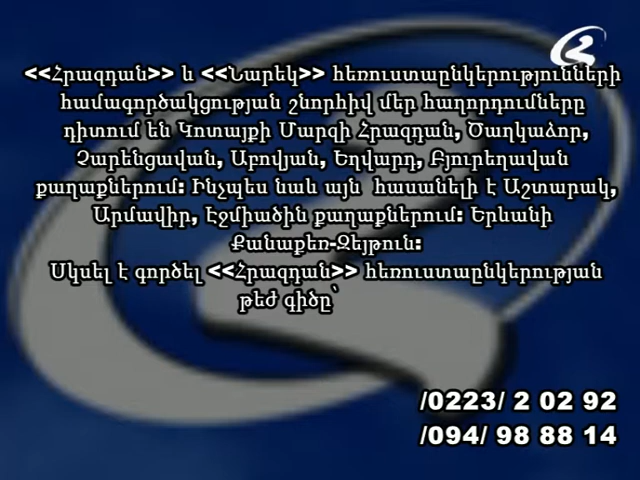 <<Հրազդան>> և <<Նարեկ>> հեռուստաընկերությունների
համագործակցության շնորհիվ մեր հաղորդումները
դիտում են Կոտայքի Մարզի Հրազդան, Ծաղկաձոր,
Չարենցավան, Աբովյան, Եղվարդ, Բյուրեղավան
քաղաքներում: Ինչպես նաև այն հասանելի է Աշտարակ,
Արմավիր, Էջմիածին քաղաքներում: Երևանի
Քանաքեռ-Զեյթուն:
Սկսել է գործել <<Հրազդան>> հեռուստաընկերության
թեժ գիծը՝
/0223/ 2 02 92
/094/ 98 88 14